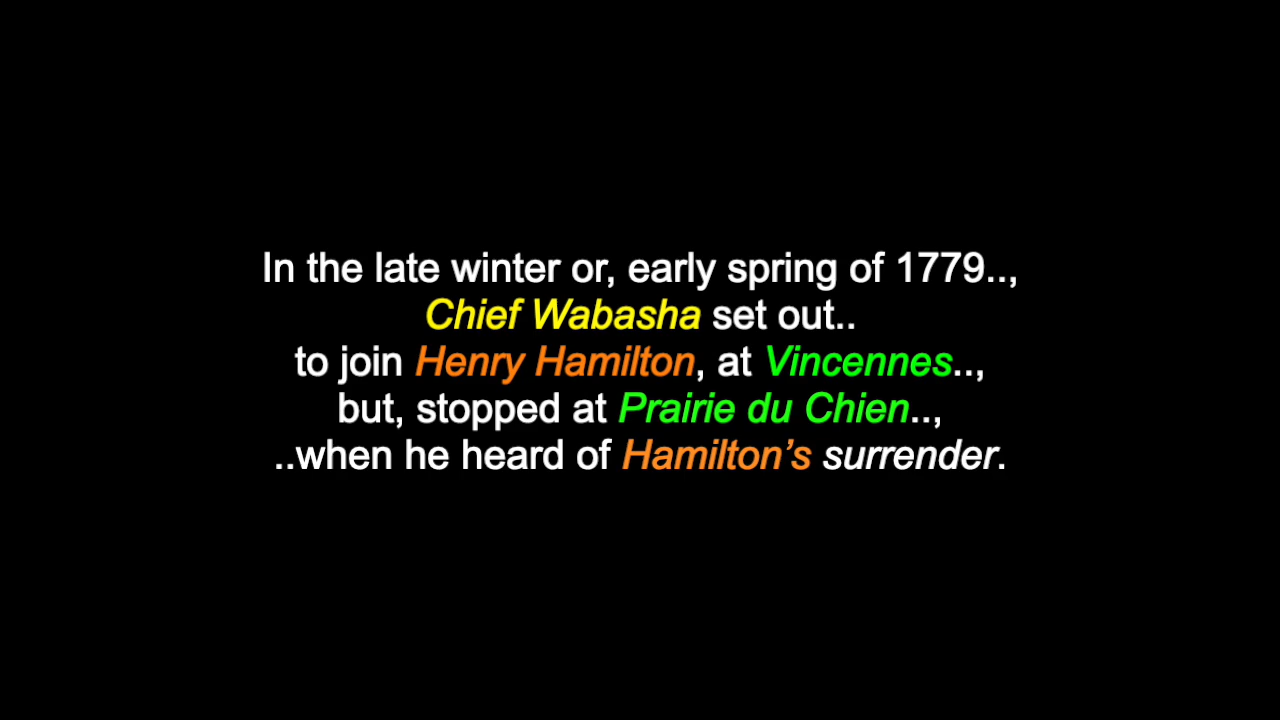 In the late winter or, early spring of 1779..,
Chief Wabasha set out..
to join Henry Hamilton, at Vincennes..,
but, stopped at Prairie du Chien..,
..when he heard of Hamilton’s surrender.